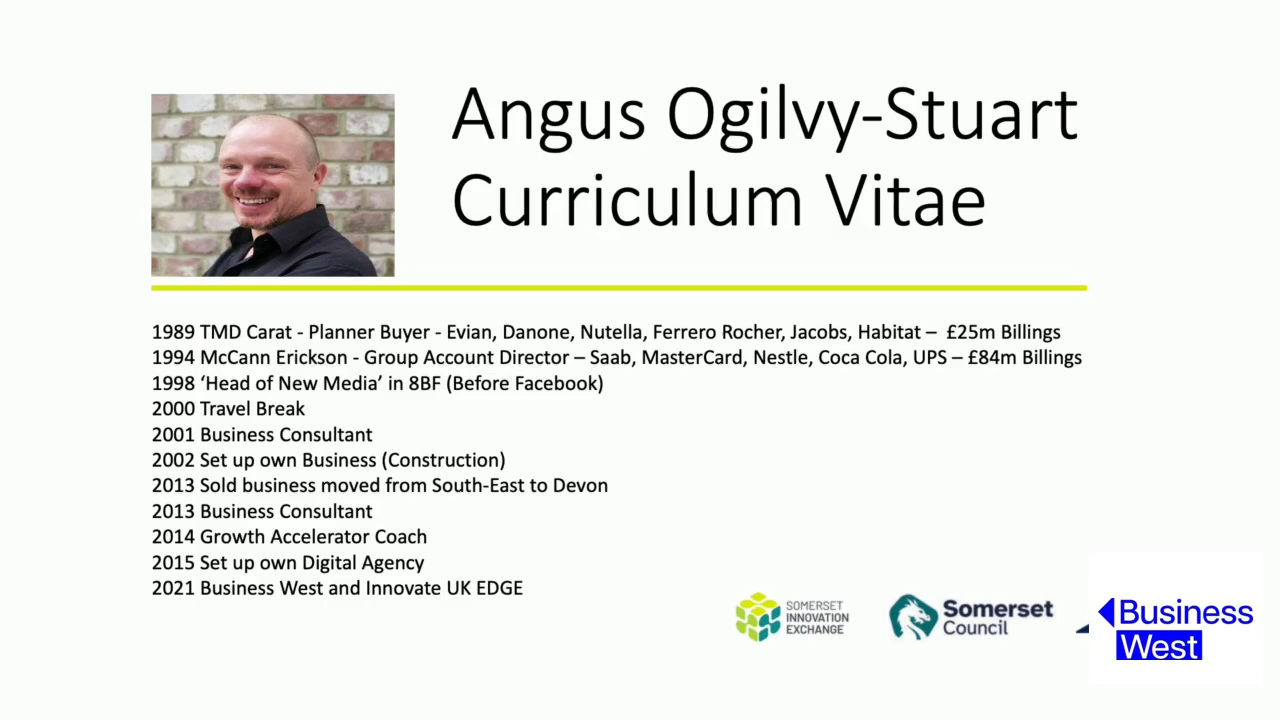 Angus Ogilvy-Stuart
Curriculum Vitae
1989 TMD Carat - Planner Buyer - Evian, Danone, Nutella, Ferrero Rocher, Jacobs, Habitat – £25m Billings
1994 McCann Erickson - Group Account Director – Saab, MasterCard, Nestle, Coca Cola, UPS – £84m Billings
1998 ‘Head of New Media’ in 8BF (Before Facebook)
2000 Travel Break
2001 Business Consultant
2002 Set up own Business (Construction)
2013 Sold business moved from South-East to Devon
2013 Business Consultant
2014 Growth Accelerator Coach
2015 Set up own Digital Agency
2021 Business West and Innovate UK EDGE
SOMERSET
INNOVATION
EXCHANGE
Somerset
Council
Business
West